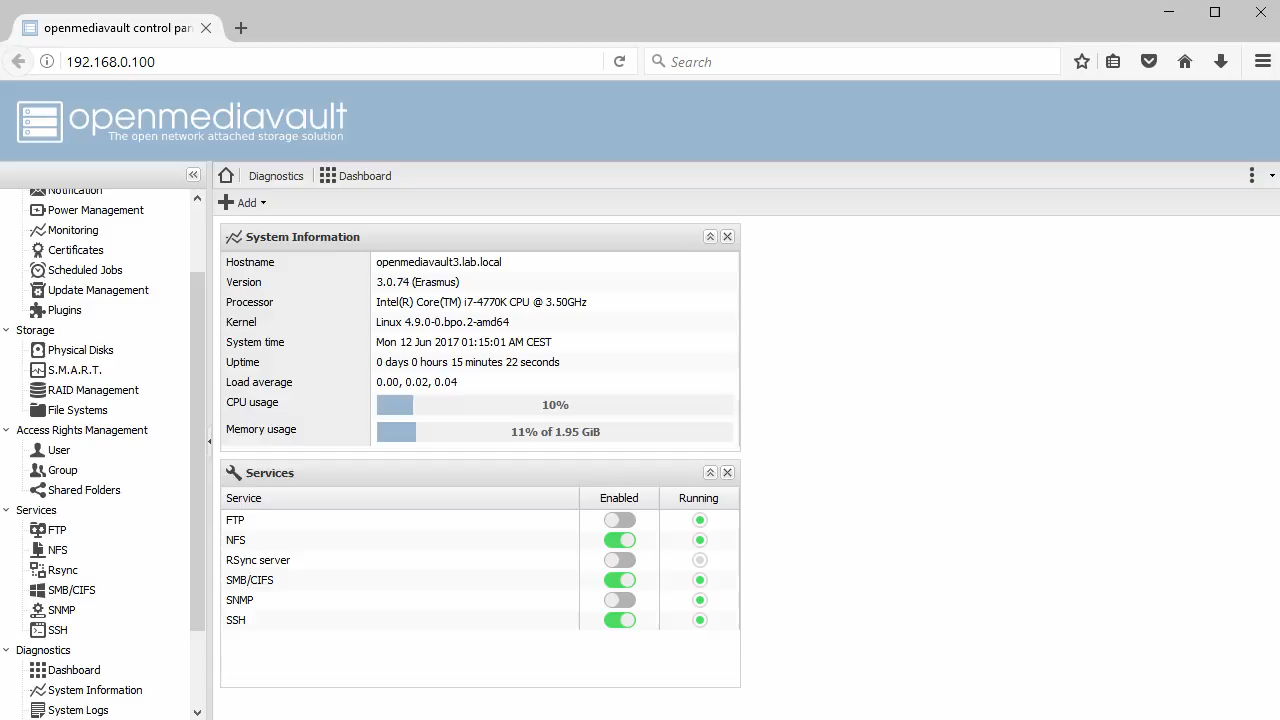 openmediavault control pan
192.168.0.100
Search
openmediavault
The open network attached storage solution
Diagnostics
Dashboard
Add
Notification
Power Management
Monitoring
Certificates
Scheduled Jobs
Update Management
Plugins
Storage
Physical Disks
S.M.A.R.T.
RAID Management
File Systems
Access Rights Management
User
Group
Shared Folders
Services
FTP
NFS
Rsync
SMB/CIFS
SNMP
SSH
Diagnostics
Dashboard
System Information
System Logs
System Information
Hostname openmediavault3.lab.local
Version 3.0.74 (Erasmus)
Processor Intel(R) Core(TM) i7-4770K CPU @ 3.50GHz
Kernel Linux 4.9.0-0.bpo.2-amd64
System time Mon 12 Jun 2017 01:15:01 AM CEST
Uptime 0 days 0 hours 15 minutes 22 seconds
Load average 0.00, 0.02, 0.04
CPU usage 10%
Memory usage 11% of 1.95 GiB
Services
Service Enabled Running
FTP
NFS
RSync server
SMB/CIFS
SNMP
SSH